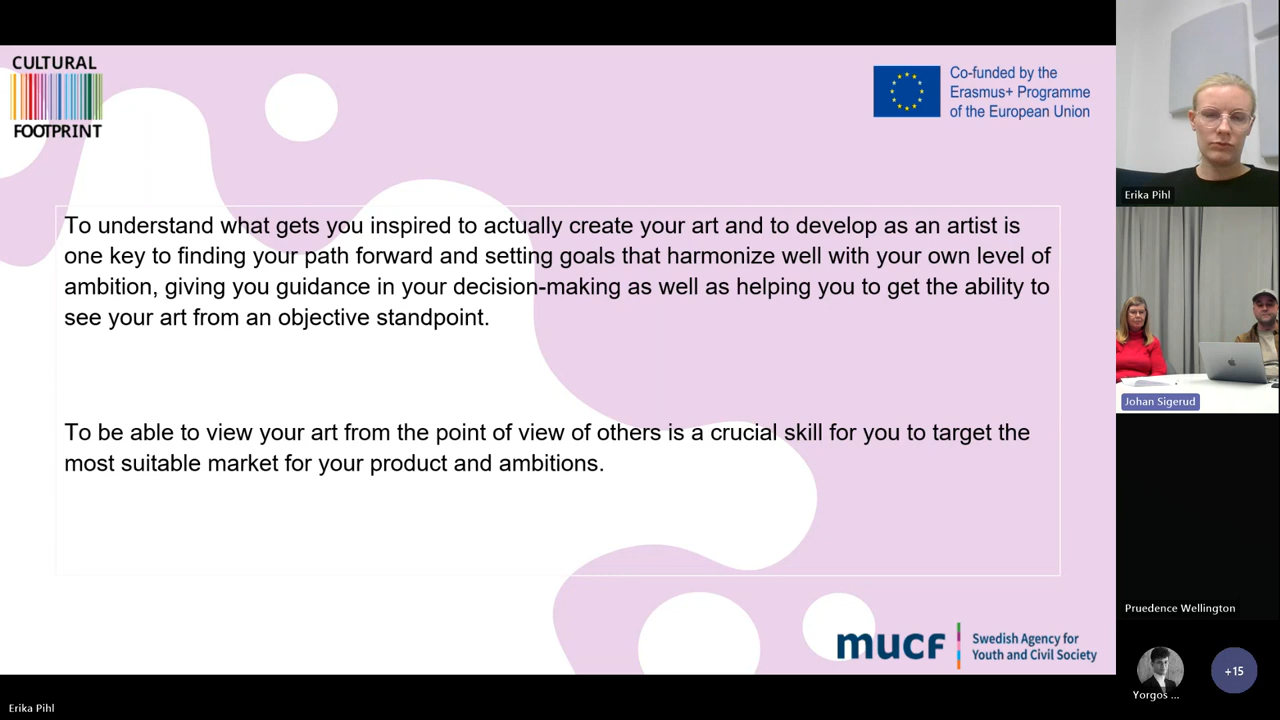 CULTURAL
FOOTPRINT
Co-funded by the
Erasmus+ Programme
of the European Union
To understand what gets you inspired to actually create your art and to develop as an artist is
one key to finding your path forward and setting goals that harmonize well with your own level of
ambition, giving you guidance in your decision-making as well as helping you to get the ability to
see your art from an objective standpoint.
To be able to view your art from the point of view of others is a crucial skill for you to target the
most suitable market for your product and ambitions.
mucf
Swedish Agency for
Youth and Civil Society
Erika Pihl
Johan Sigerud
Pruedence Wellington
Yorgos ...
+15
Erika Pihl